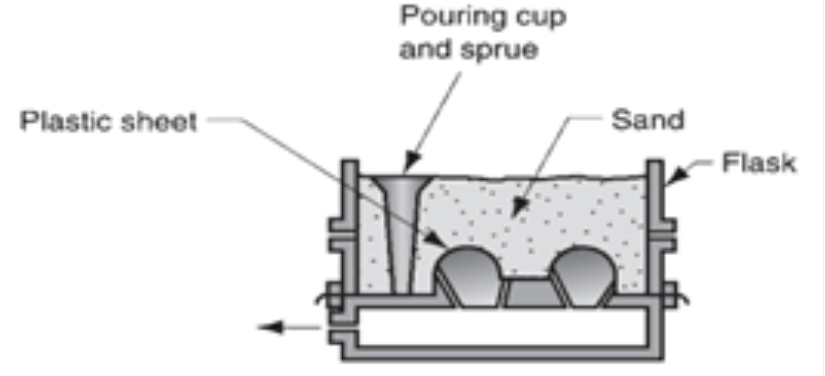 Pouring cup
and sprue
Plastic sheet
Sand
Flask